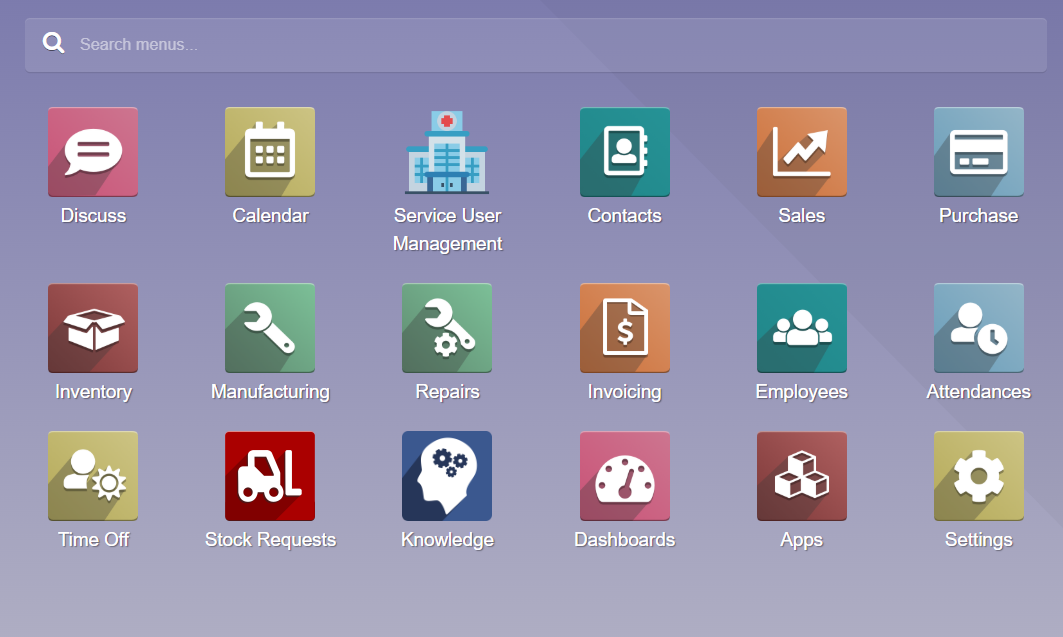 Search menus...
Discuss
Calendar
Service User
Management
Contacts
Sales
Purchase
Inventory
Manufacturing
Repairs
Invoicing
Employees
Attendances
Time Off
Stock Requests
Knowledge
Dashboards
Apps
Settings